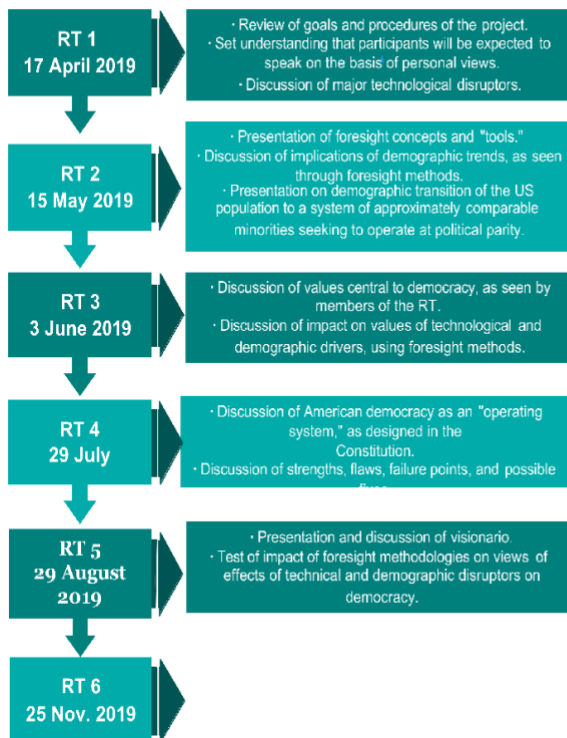 RT 1
17 April 2019
· Review of goals and procedures of the project.
· Set understanding that participants will be expected to
speak on the basis of personal views.
· Discussion of major technological disruptors.
RT 2
15 May 2019
· Presentation of foresight concepts and "tools."
· Discussion of implications of demographic trends, as seen
through foresight methods.
· Presentation on demographic transition of the US
population to a system of approximately comparable
minorities seeking to operate at political parity.
RT 3
3 June 2019
· Discussion of values central to democracy, as seen by
members of the RT.
· Discussion of impact on values of technological and
demographic drivers, using foresight methods.
RT 4
29 July
· Discussion of American democracy as an "operating
system," as designed in the
Constitution.
· Discussion of strengths, flaws, failure points, and possible
RT 5
29 August
2019
· Presentation and discussion of visionario.
· Test of impact of foresight methodologies on views of
effects of technical and demographic disruptors on
democracy.
RT 6
25 Nov. 2019